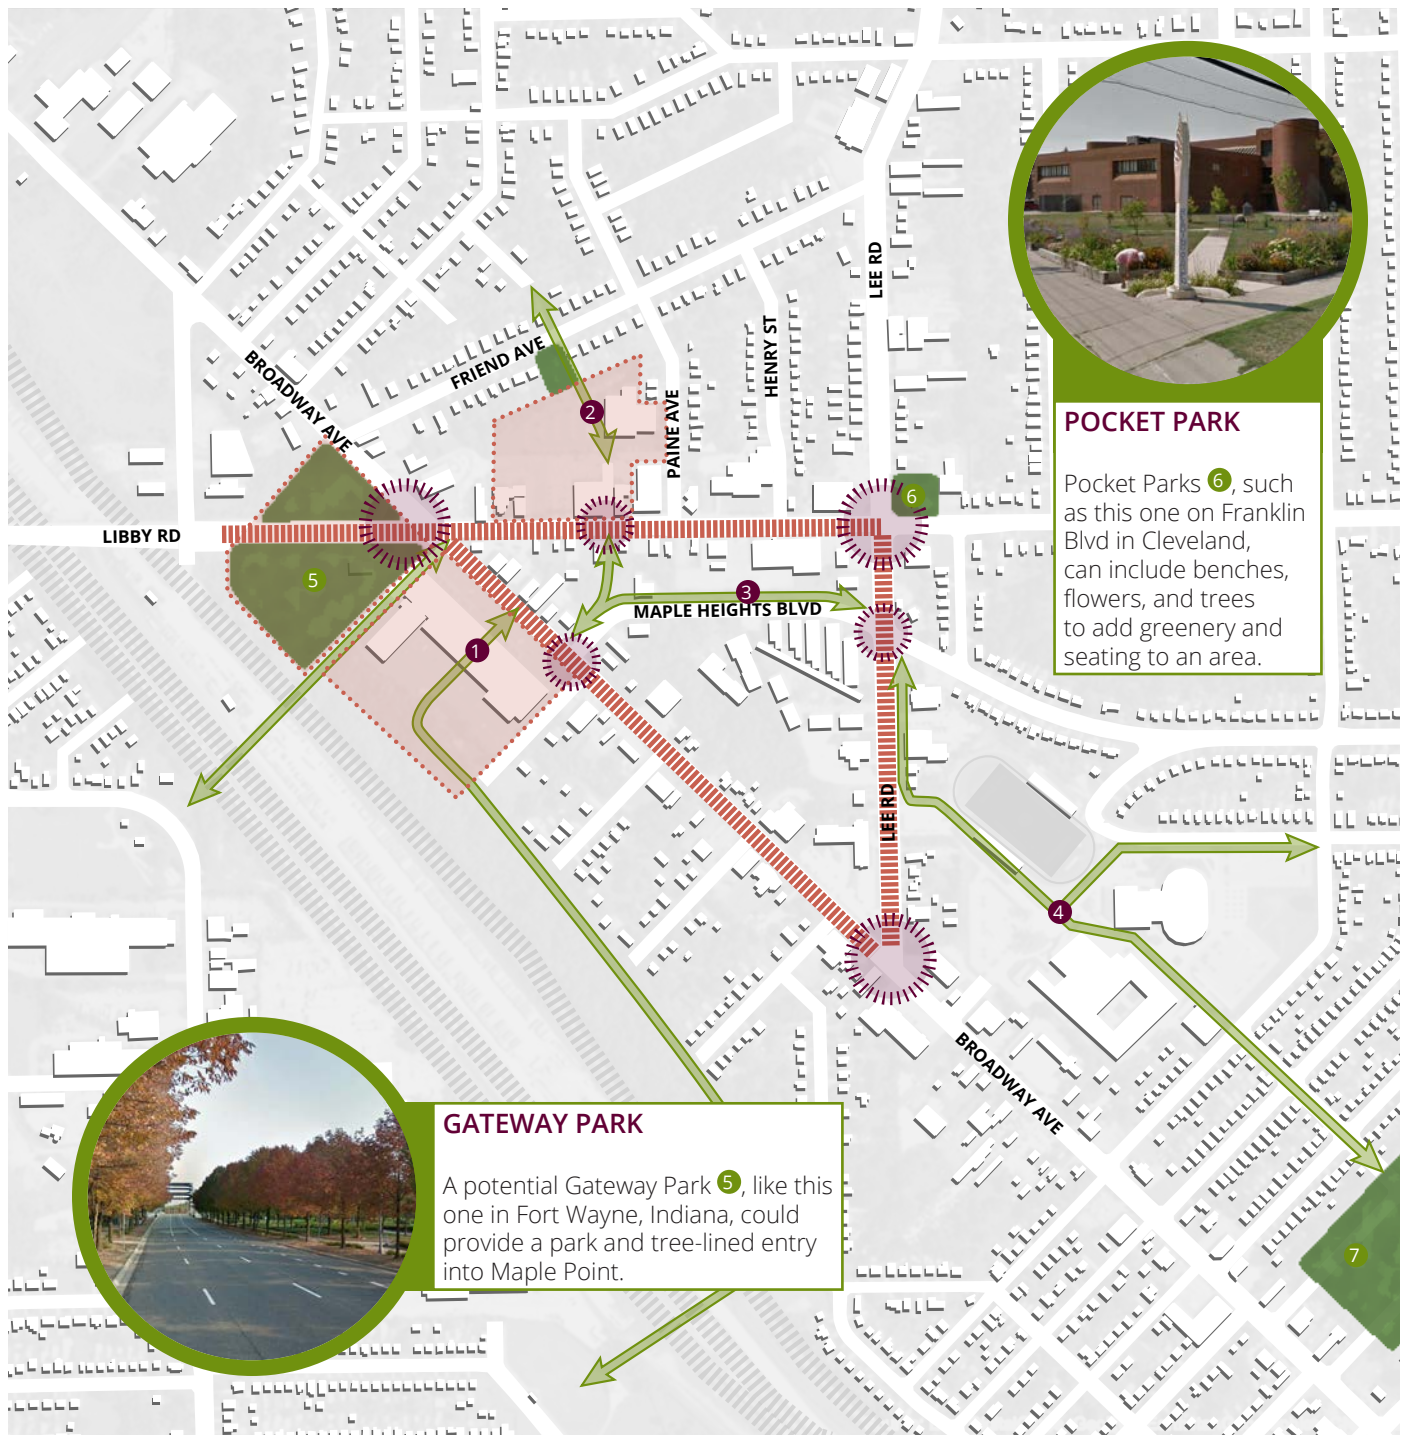 LEE RD
HENRY ST
FRIEND AVE
BROADWAY AVE
PAINE AVE
2
POCKET PARK
Pocket Parks 6, such
as this one on Franklin
Blvd in Cleveland,
can include benches,
flowers, and trees
to add greenery and
seating to an area.
6
LIBBY RD
5
3
MAPLE HEIGHTS BLVD
1
LEE RD
4
BROADWAY AVE
GATEWAY PARK
A potential Gateway Park 5, like this
one in Fort Wayne, Indiana, could
provide a park and tree-lined entry
into Maple Point.
7